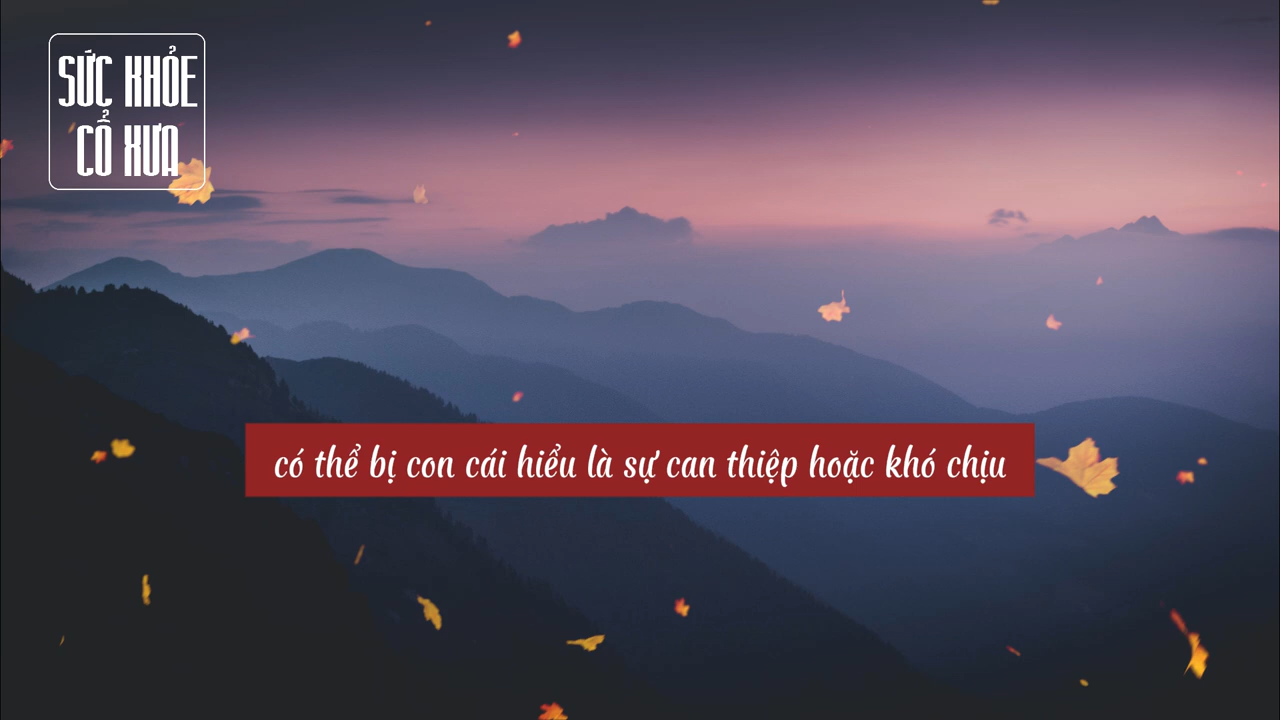 SỨC KHỎE
CỔ XƯA
có thể bị con cái hiểu là sự can thiệp hoặc khó chịu